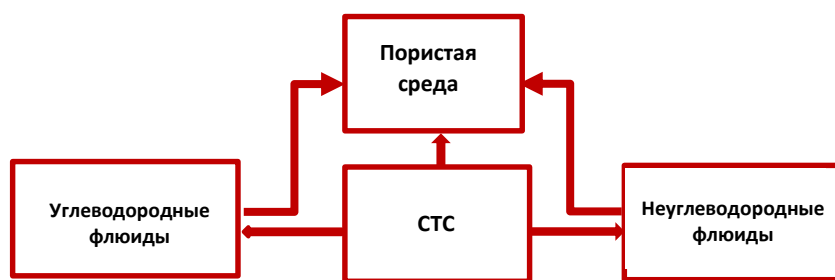 Пористая
среда
Углеводородные
флюиды
СТС
Неуглеводородные
флюиды